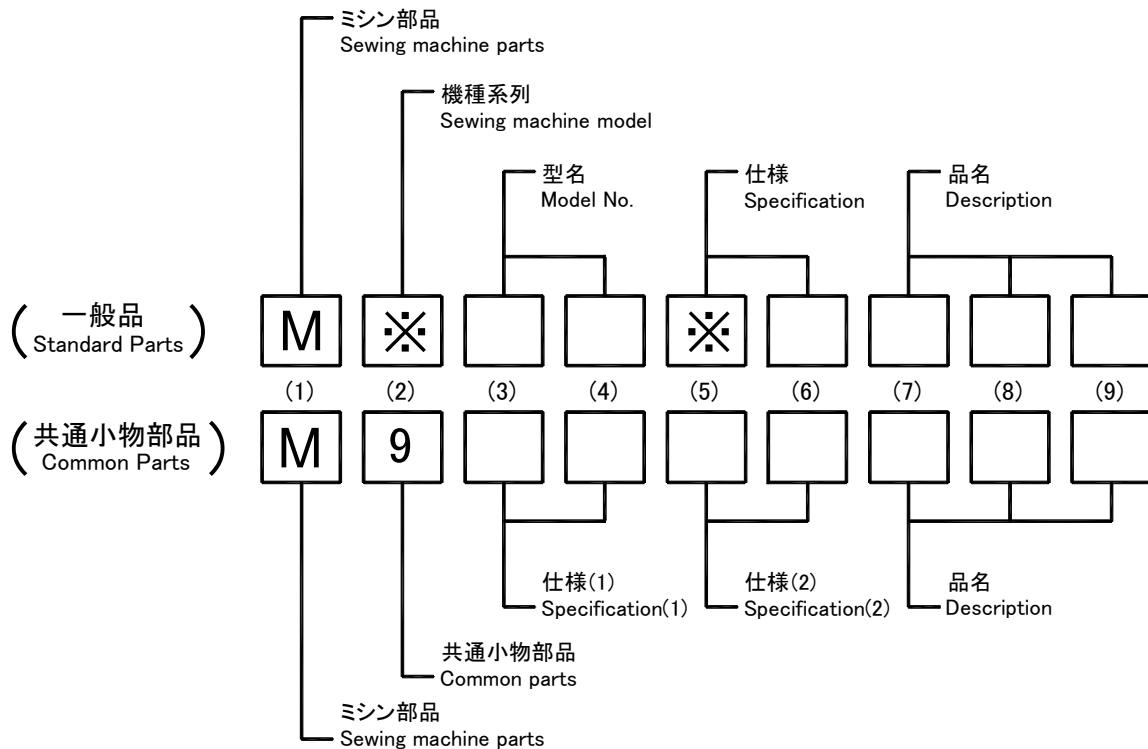 ミシン部品
Sewing machine parts
機種系列
Sewing machine model
型名
Model No.
仕様
Specification
品名
Description
(一般品
Standard Parts)
M ※ ※
(1) (2) (3) (4) (5) (6) (7) (8) (9)
(共通小物部品
Common Parts)
M 9
仕様(1)
Specification(1)
仕様(2)
Specification(2)
品名
Description
共通小物部品
Common parts
ミシン部品
Sewing machine parts